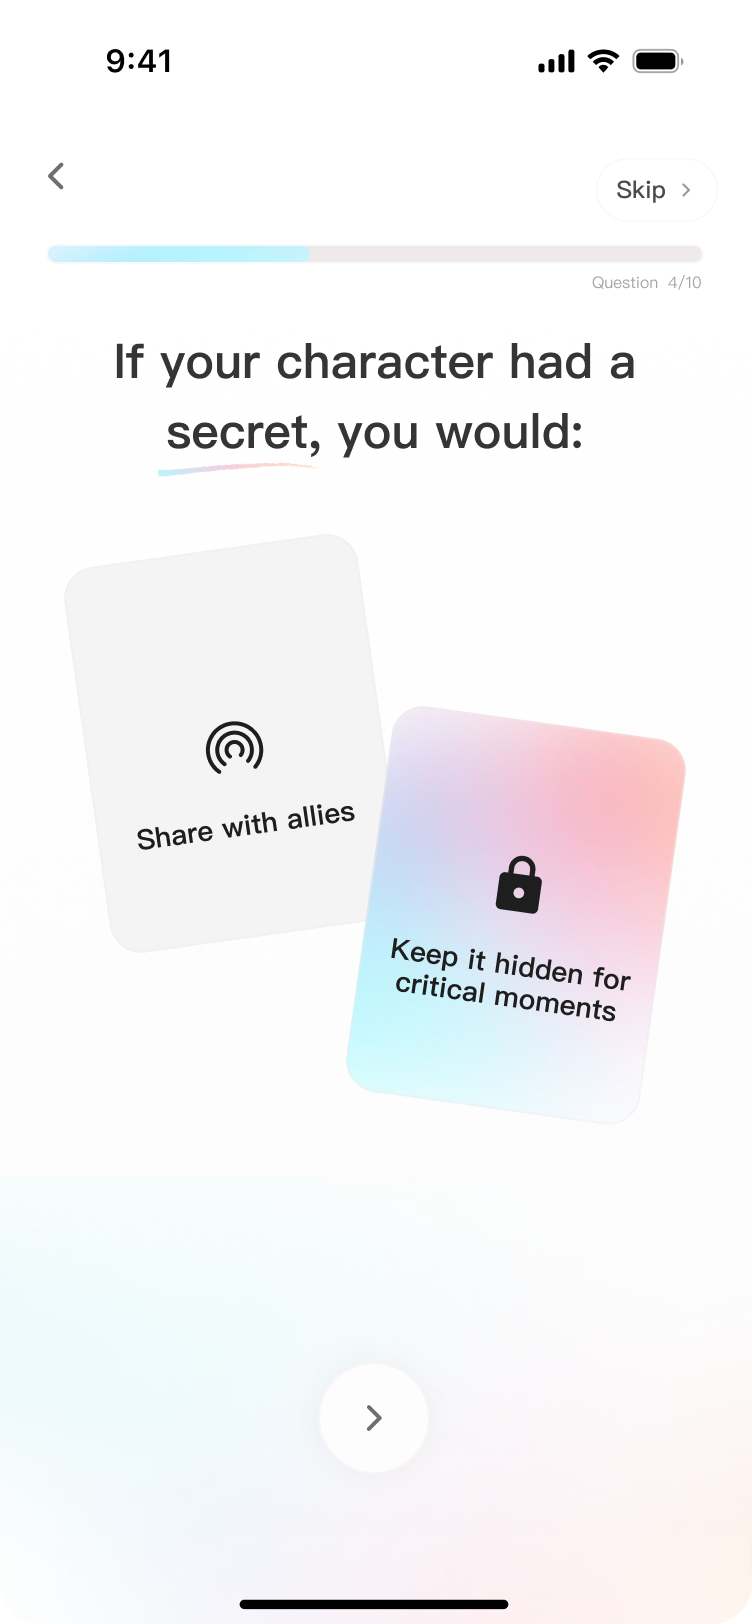 9:41
Skip
Question 4/10
If your character had a
secret, you would:
Share with allies
Keep it hidden for
critical moments